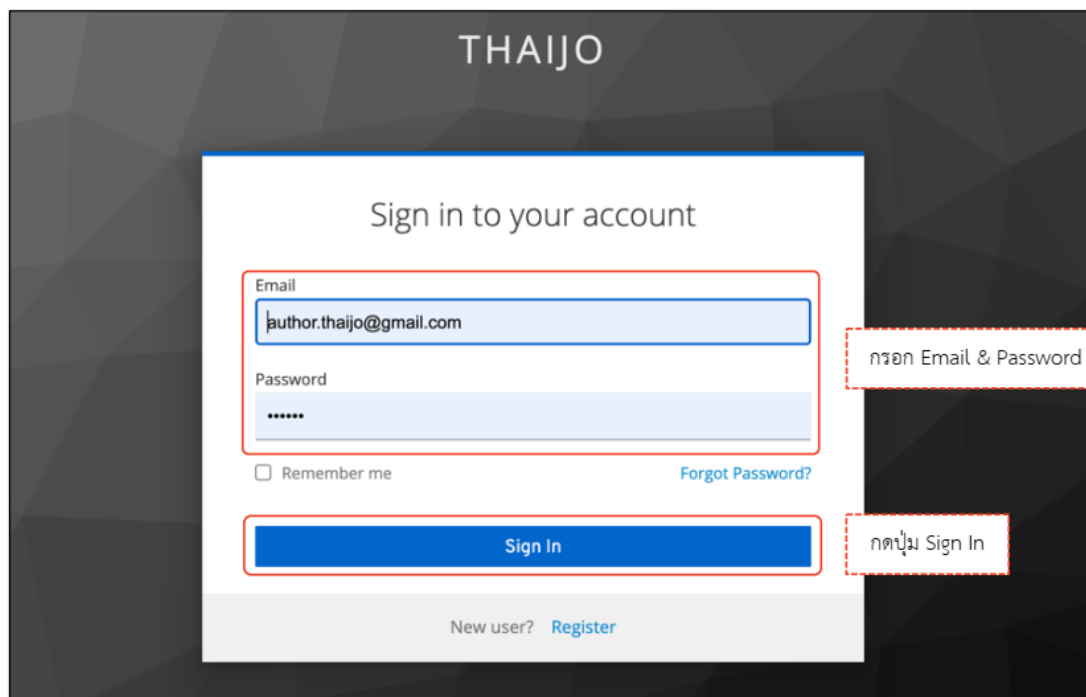 THAIJO
Sign in to your account
Email
author.thaijo@gmail.com
กรอก Email & Password
Password
••••••
Remember me
Forgot Password?
Sign In
กดปุ่ม Sign In
New user? Register